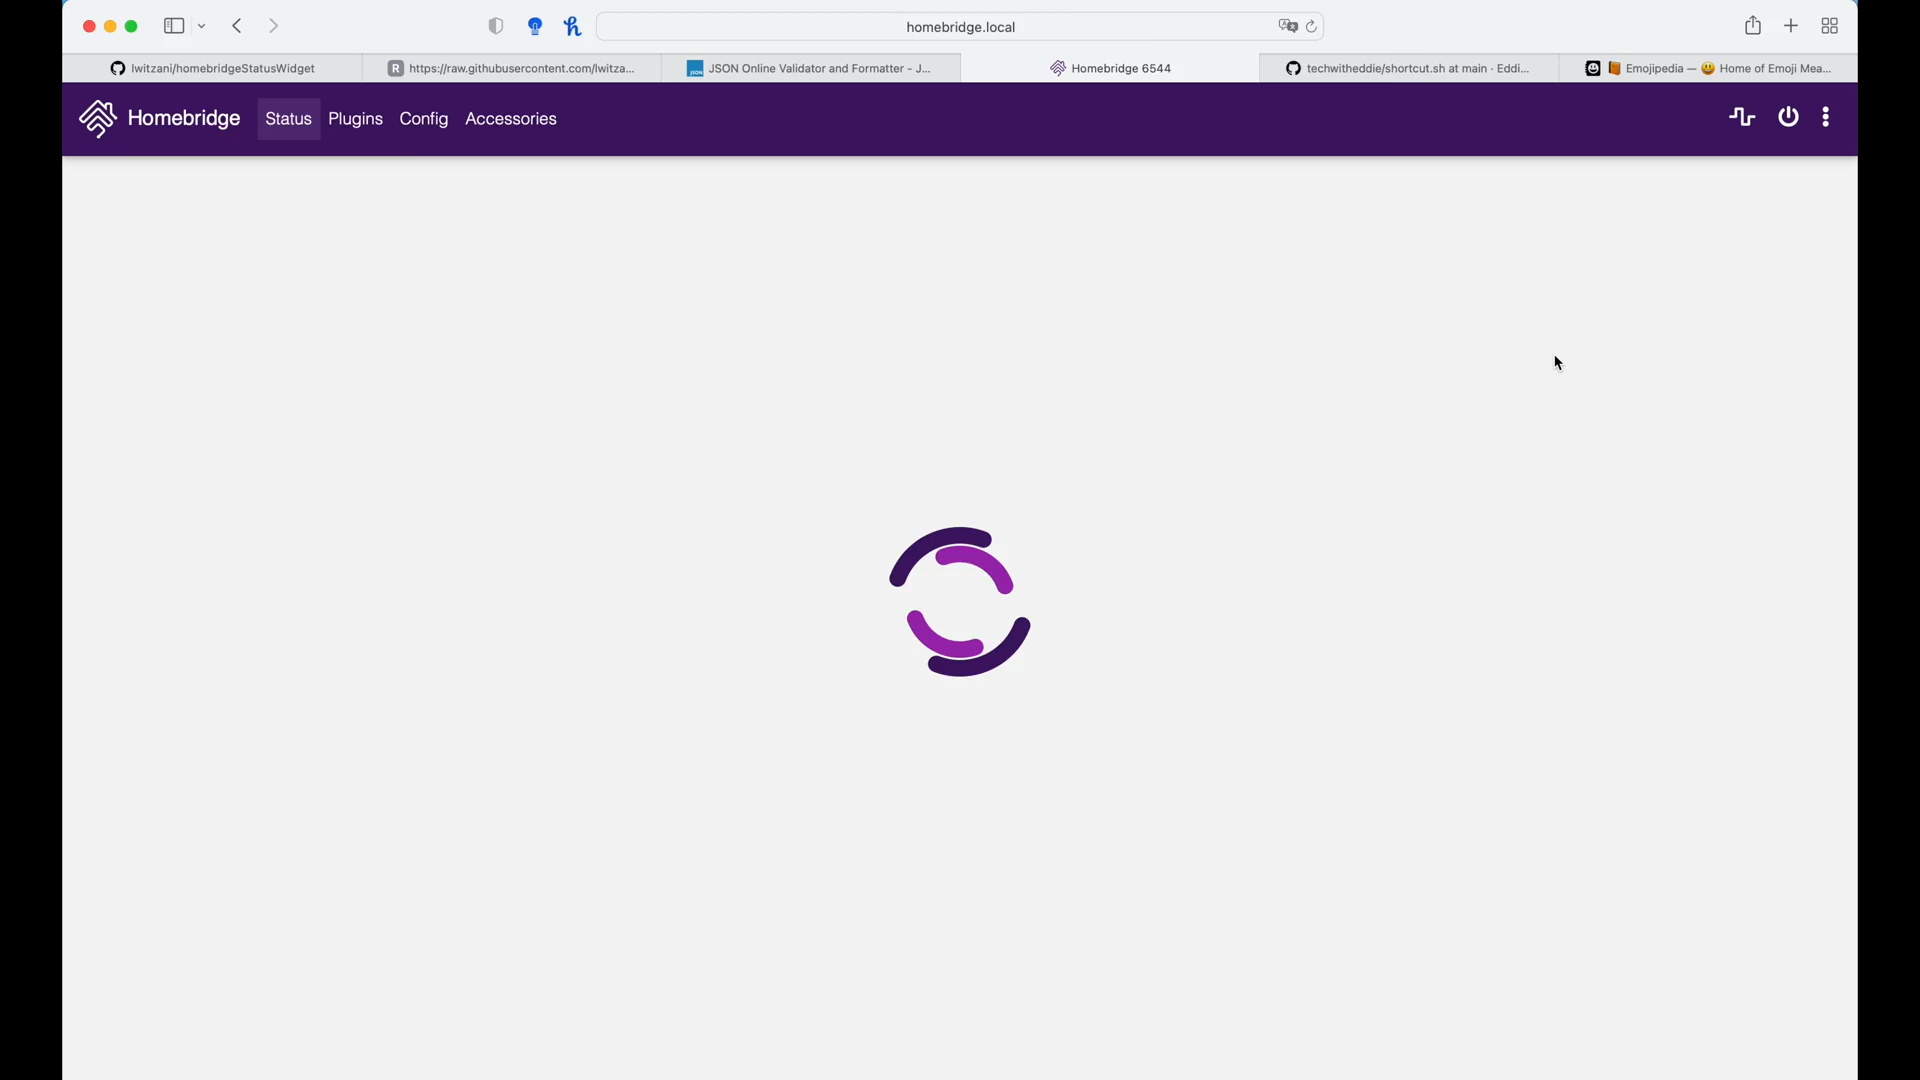 homebridge.local
lwitzani/homebridgeStatusWidget
R https://raw.githubusercontent.com/lwitza...
JSON JSON Online Validator and Formatter - J...
Homebridge 6544
techwitheddie/shortcut.sh at main · Eddi...
Emojipedia — 😃 Home of Emoji Mea...
Homebridge Status Plugins Config Accessories